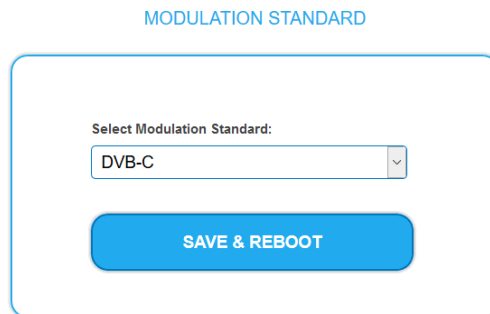 MODULATION STANDARD
Select Modulation Standard:
DVB-C
SAVE & REBOOT